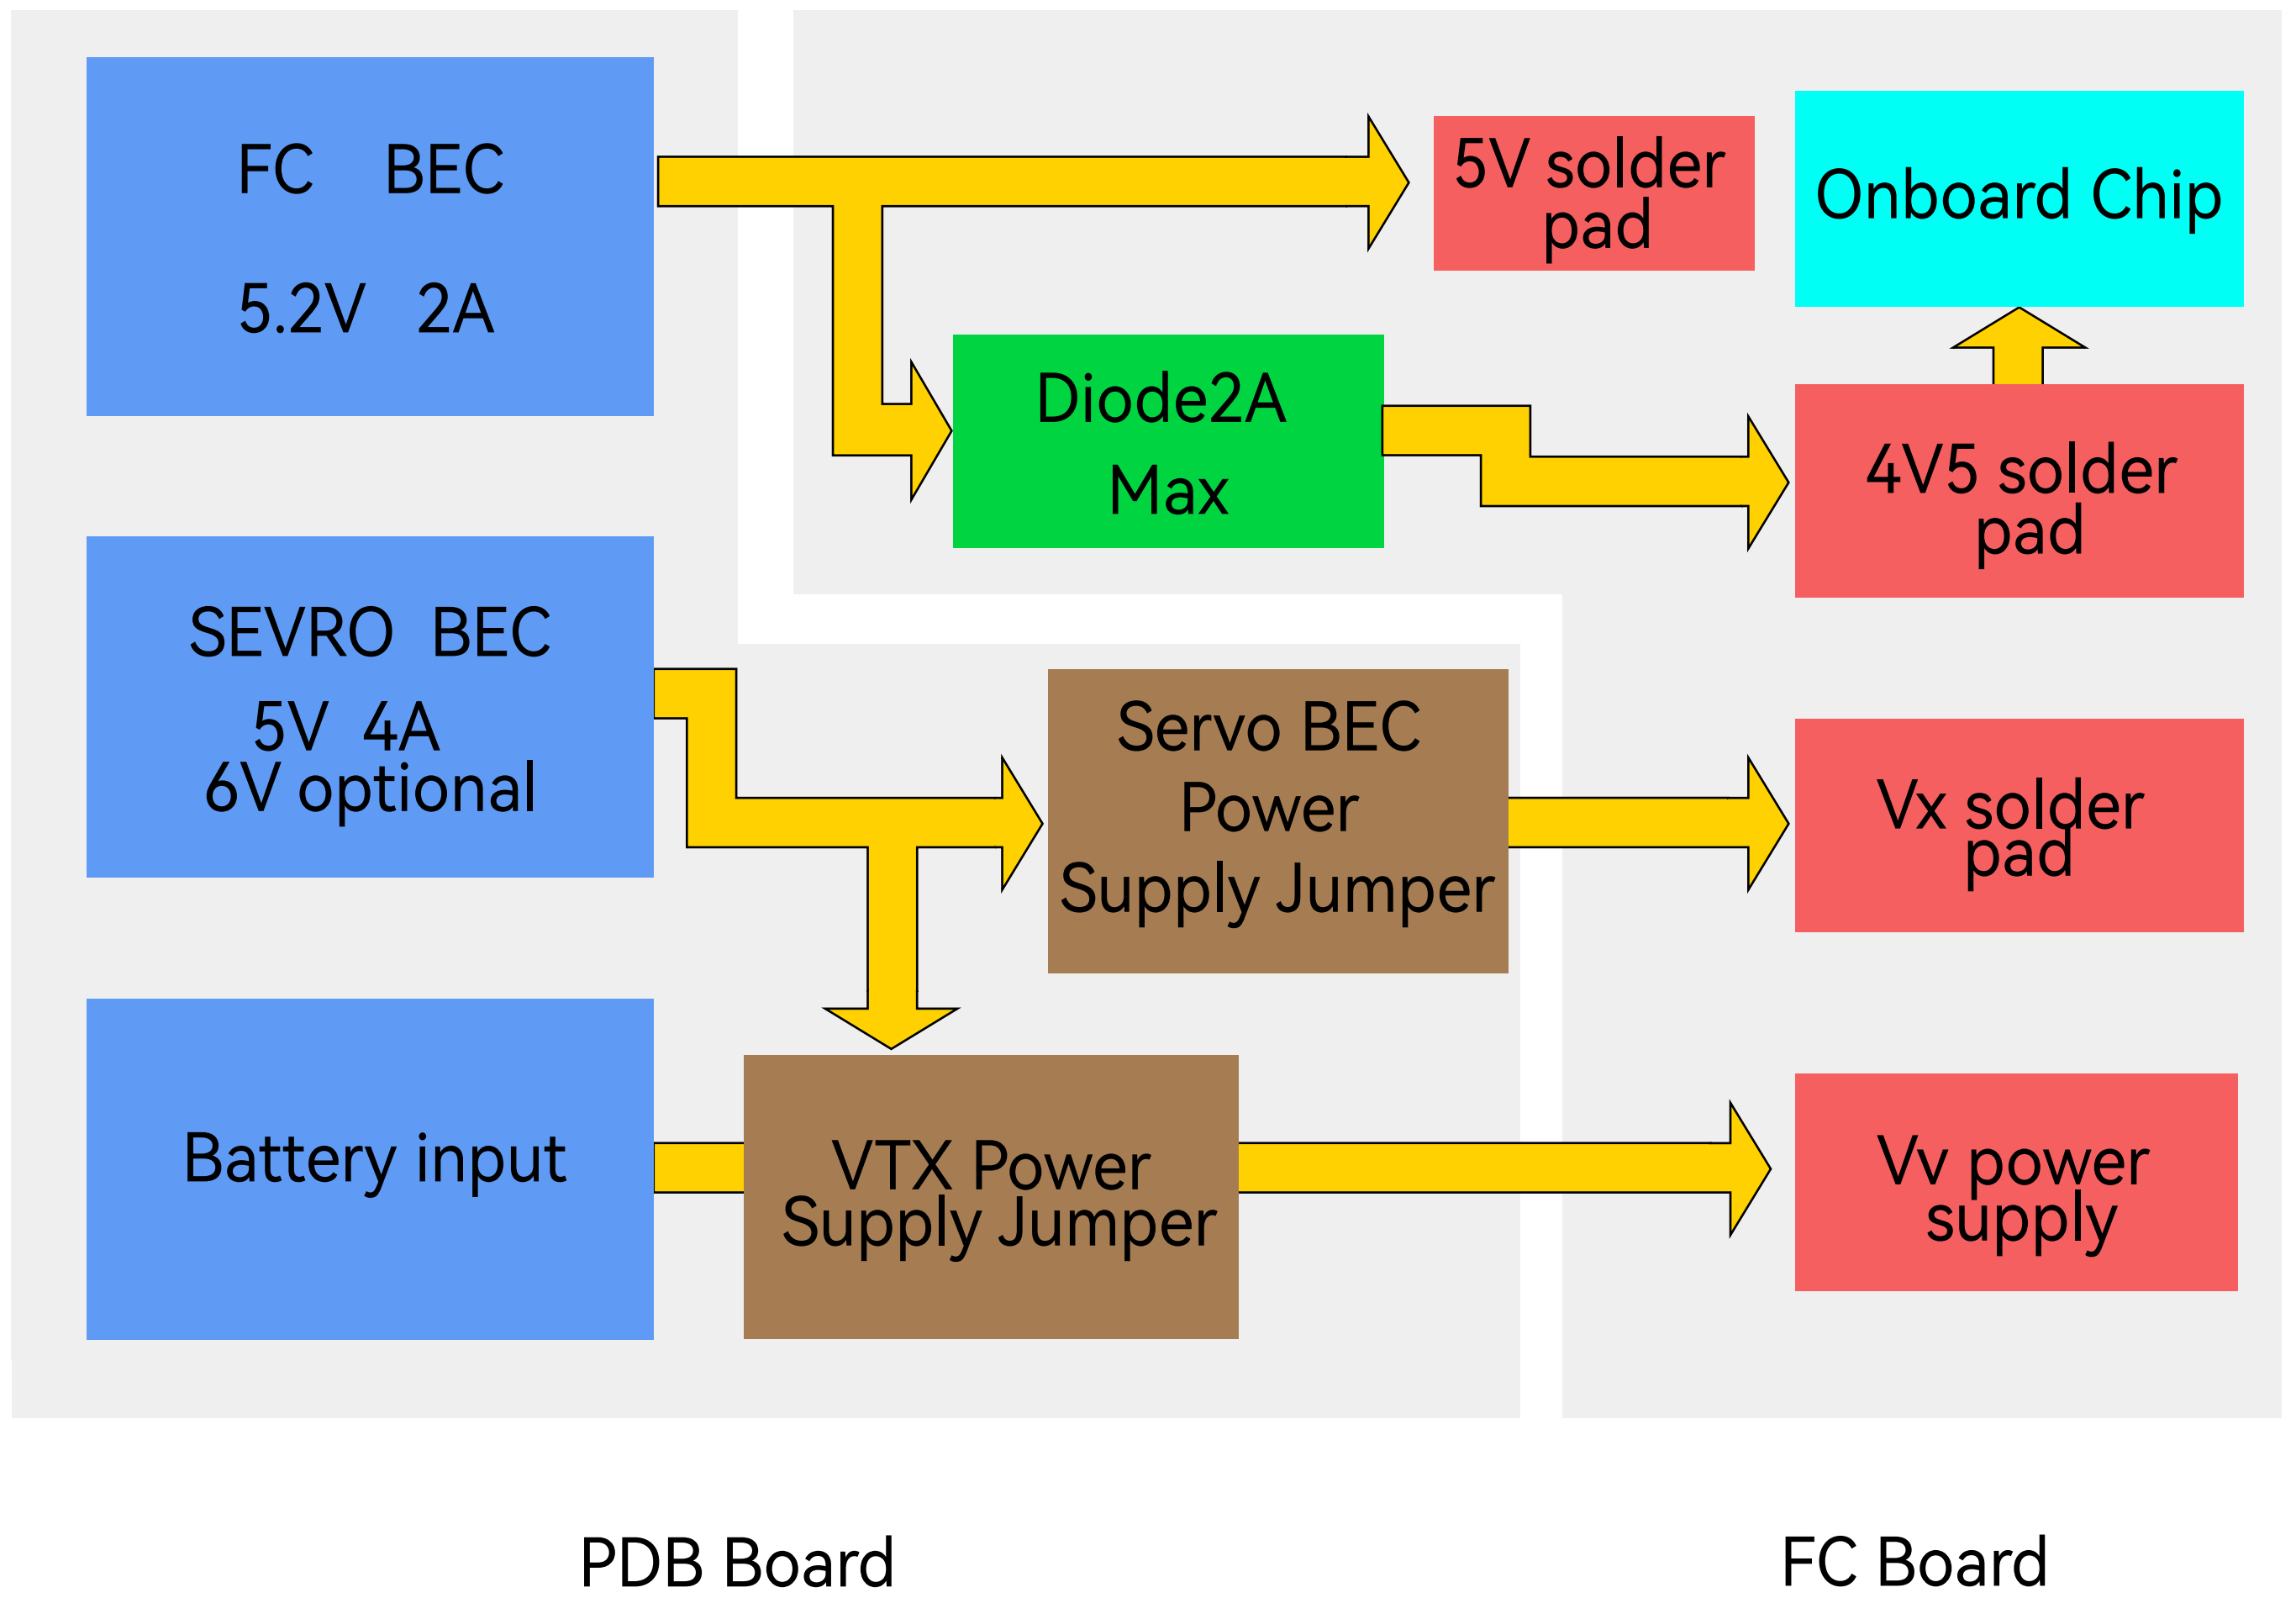 FC BEC
5.2V 2A
5V solder
pad
Onboard Chip
Diode2A
Max
4V5 solder
pad
SEVRO BEC
5V 4A
6V optional
Servo BEC
Power
Supply Jumper
Vx solder
pad
Battery input
VTX Power
Supply Jumper
Vv power
supply
PDB Board
FC Board